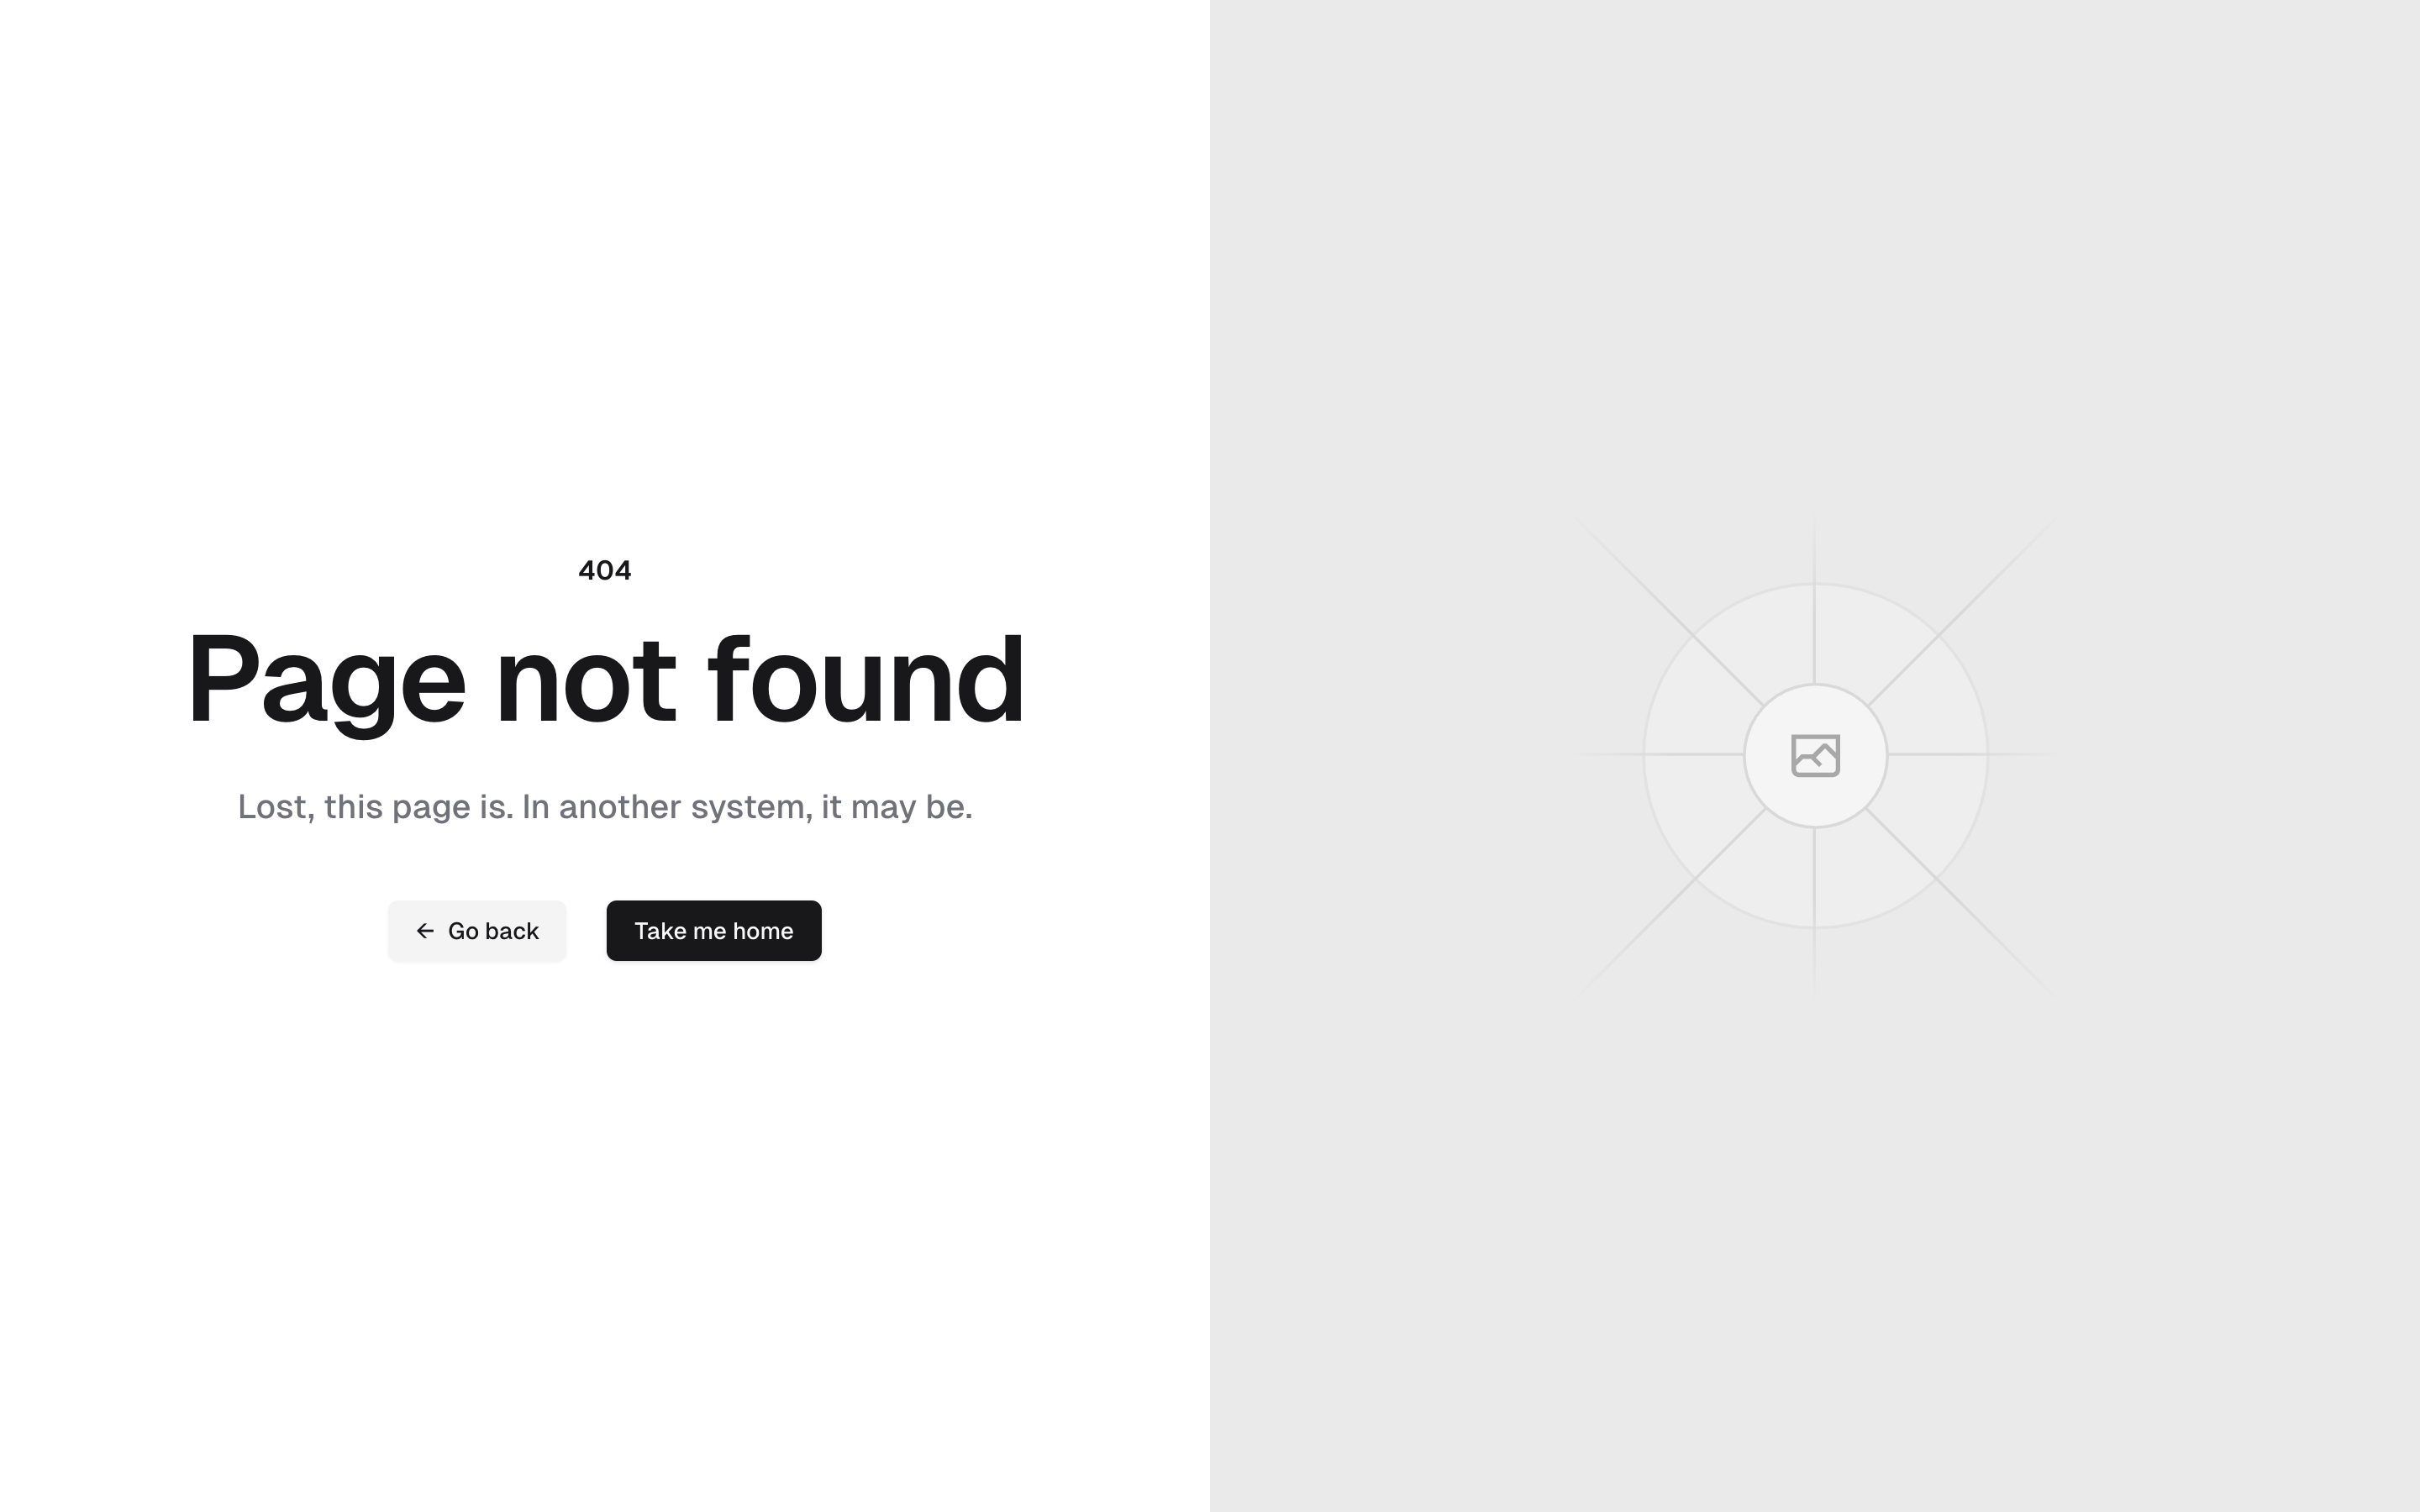 404
Page not found
Lost, this page is. In another system, it may be.
Go back
Take me home